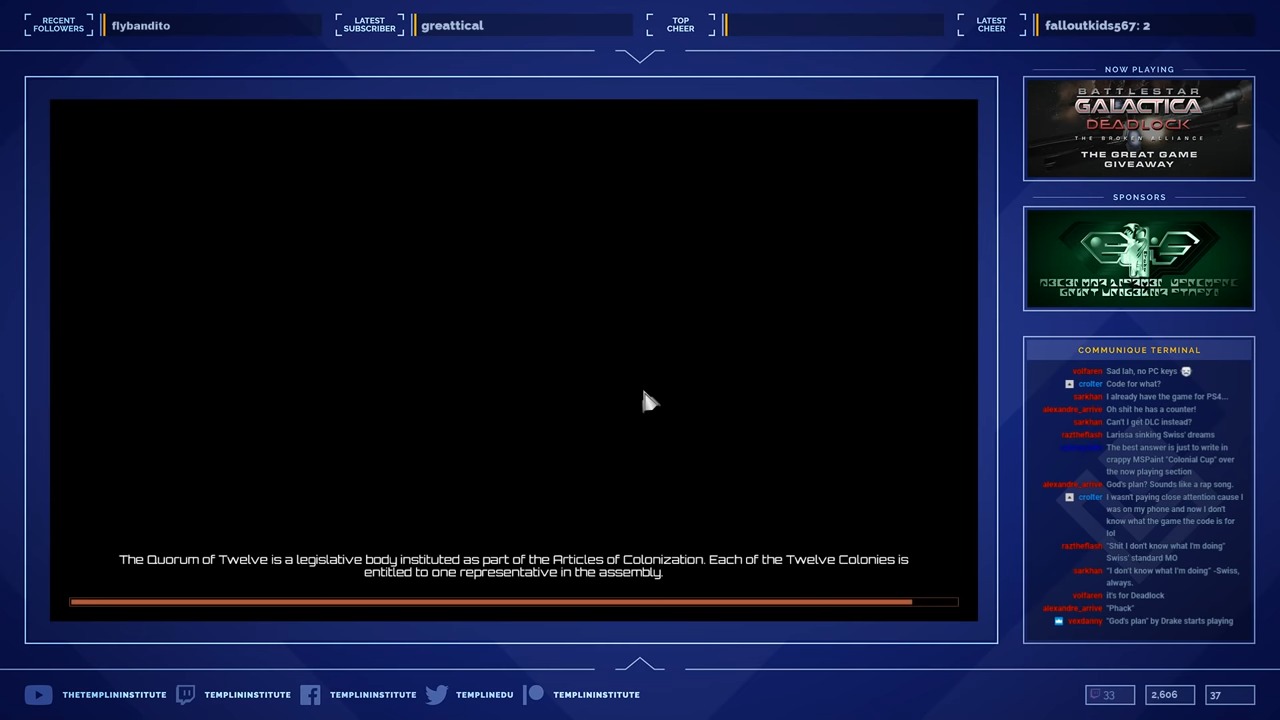 RECENT
FOLLOWERS
flybandito
LATEST
SUBSCRIBER
greattical
TOP
CHEER
LATEST
CHEER
falloutkids567: 2
NOW PLAYING
BATTLESTAR
GALACTICA
DEADLOCK
THE BROKEN ALLIANCE
THE GREAT GAME
GIVEAWAY
SPONSORS
COMMUNIQUE TERMINAL
volfaren Sad lah, no PC keys
crolter Code for what?
sarkhan I already have the game for PS4...
alexandre_arrive Oh shit he has a counter!
sarkhan Can't I get DLC instead?
raztheflash Larissa sinking Swiss' dreams
The best answer is just to write in
crappy MSPaint "Colonial Cup" over
the now playing section
alexandre_arrive God's plan? Sounds like a rap song.
crolter I wasn't paying close attention cause I
was on my phone and now I don't
know what the game the code is for
lol
raztheflash "Shit I don't know what I'm doing"
Swiss' standard MO
sarkhan "I don't know what I'm doing" -Swiss,
always.
volfaren it's for Deadlock
alexandre_arrive "Phack"
vexdanny "God's plan" by Drake starts playing
The Quorum of Twelve is a legislative body instituted as part of the Articles of Colonization. Each of the Twelve Colonies is
entitled to one representative in the assembly.
THETEMPLININSTITUTE
TEMPLININSTITUTE
TEMPLININSTITUTE
TEMPLINEDU
TEMPLININSTITUTE
33
2,606
37